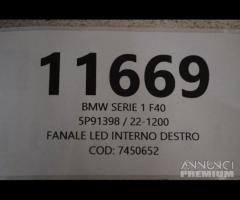 11669
BMW SERIE 1 F40
5P91398 / 22-1200
FANALE LED INTERNO DESTRO
COD: 7450652
ANNUNCI
PREMIUM